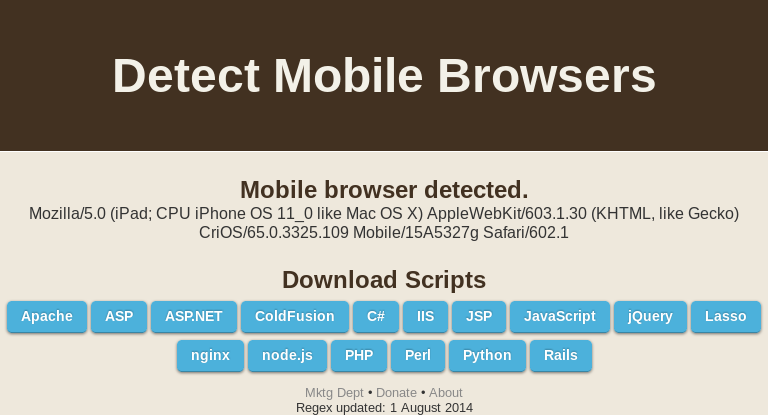 Detect Mobile Browsers
Mobile browser detected.
Mozilla/5.0 (iPad; CPU iPhone OS 11_0 like Mac OS X) AppleWebKit/603.1.30 (KHTML, like Gecko)
CriOS/65.0.3325.109 Mobile/15A5327g Safari/602.1
Download Scripts
Apache ASP ASP.NET ColdFusion C# IIS JSP JavaScript jQuery Lasso
nginx node.js PHP Perl Python Rails
Mktg Dept • Donate • About
Regex updated: 1 August 2014